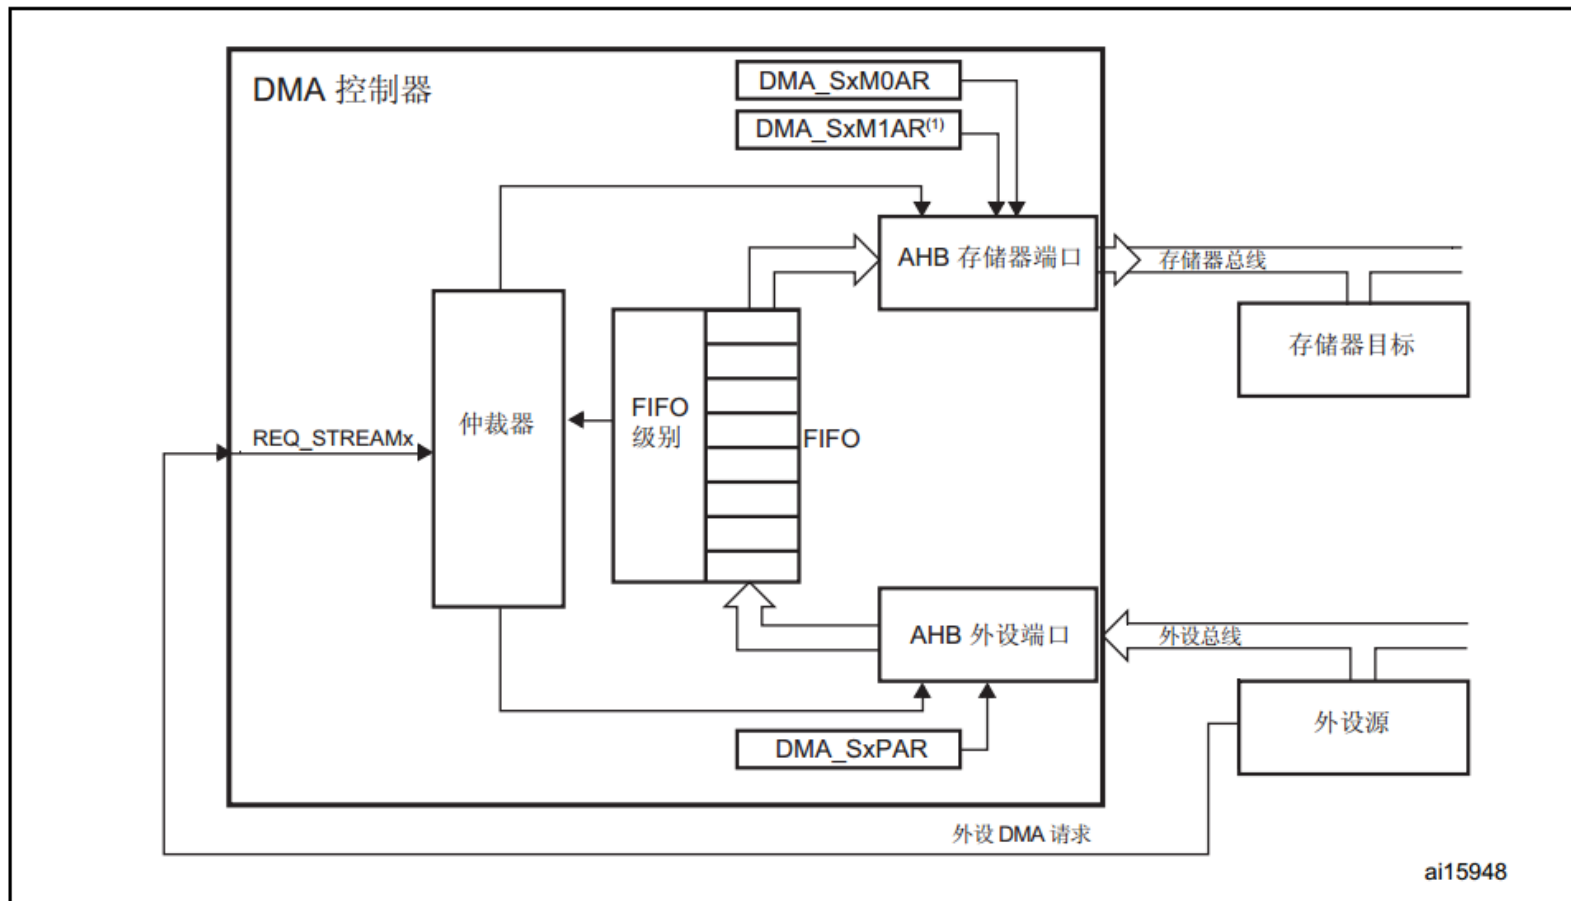 DMA 控制器
DMA_SxM0AR
DMA_SxM1AR(1)
AHB 存储器端口
存储器总线
存储器目标
仲裁器
FIFO
级别
FIFO
REQ_STREAMx
AHB 外设端口
外设总线
外设源
DMA_SxPAR
外设 DMA 请求
ai15948